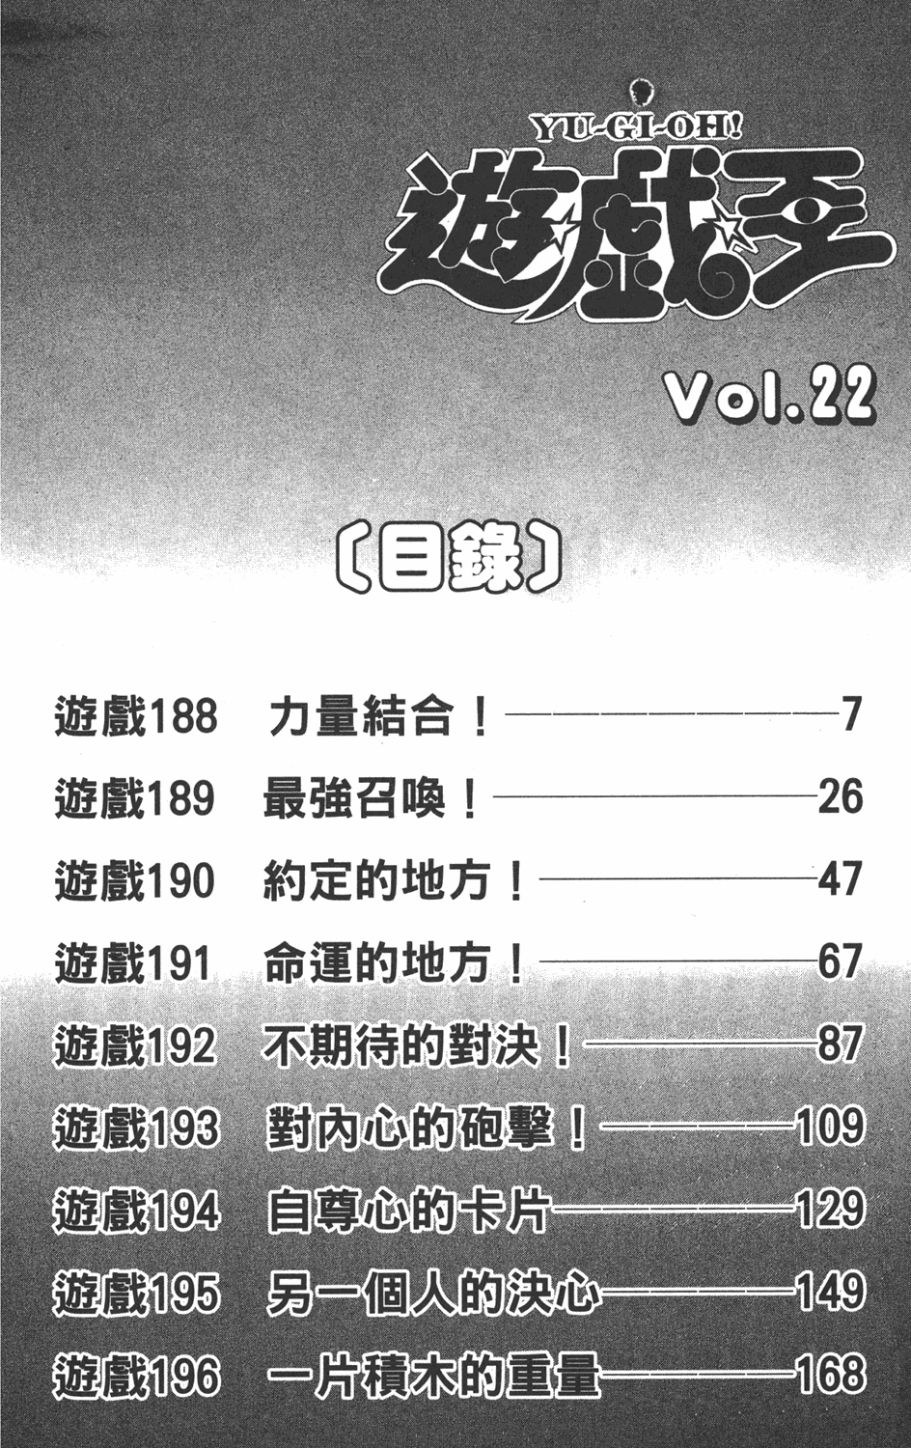 YU-GI-OH!
遊戲王
Vol.22
〔目錄〕
遊戲188 力量結合！ 7
遊戲189 最強召喚！ 26
遊戲190 約定的地方！ 47
遊戲191 命運的地方！ 67
遊戲192 不期待的對決！ 87
遊戲193 對內心的砲擊！ 109
遊戲194 自尊心的卡片 129
遊戲195 另一個人的決心 149
遊戲196 一片積木的重量 168